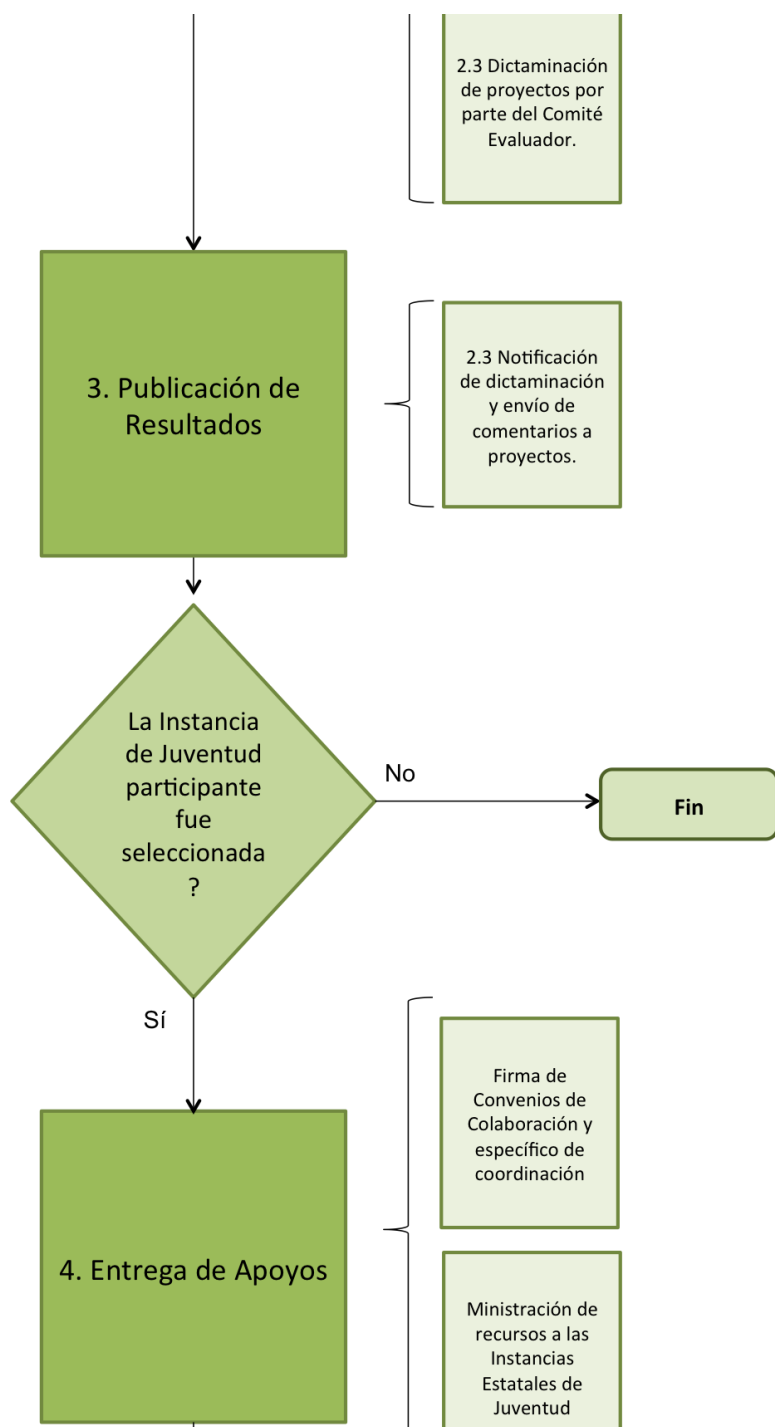 2.3 Dictaminación
de proyectos por
parte del Comité
Evaluador.
3. Publicación de
Resultados
2.3 Notificación
de dictaminación
y envío de
comentarios a
proyectos.
La Instancia
de Juventud
participante
fue
seleccionada
?
No
Fin
Sí
Firma de
Convenios de
Colaboración y
específico de
coordinación
4. Entrega de Apoyos
Ministración de
recursos a las
Instancias
Estatales de
Juventud